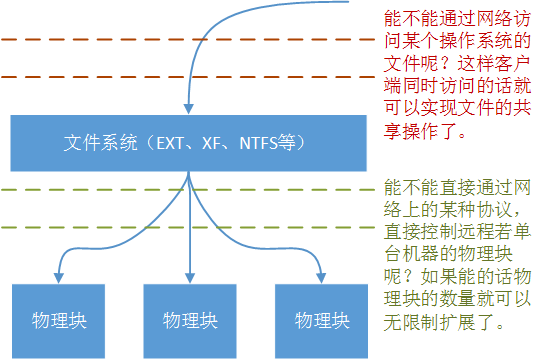 能不能通过网络访
问某个操作系统的
文件呢？这样客户
端同时访问的话就
可以实现文件的共
享操作了。
文件系统（EXT、XF、NTFS等）
能不能直接通过网
络上的某种协议，
直接控制远程若单
台机器的物理块
呢？如果能的话物
理块的数量就可以
无限制扩展了。
物理块
物理块
物理块